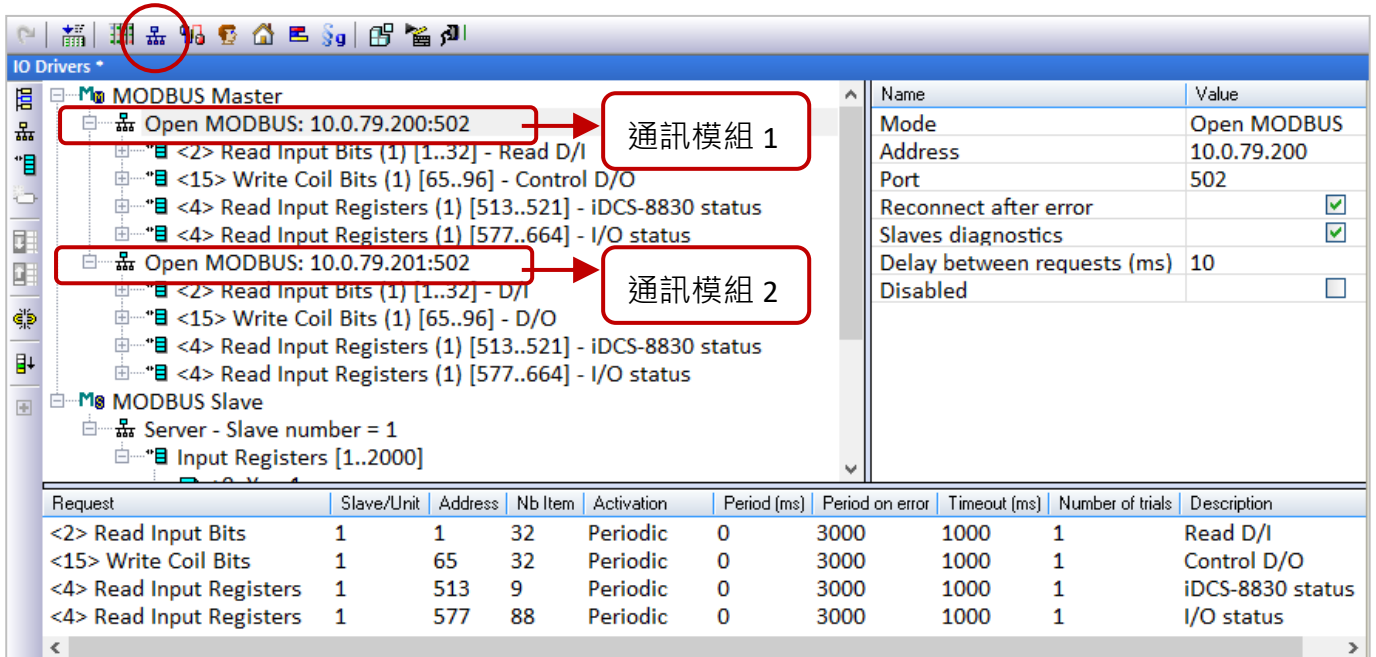 IO Drivers *
MODBUS Master
Open MODBUS: 10.0.79.200:502
<2> Read Input Bits (1) [1..32] - Read D/I
<15> Write Coil Bits (1) [65..96] - Control D/O
<4> Read Input Registers (1) [513..521] - iDCS-8830 status
<4> Read Input Registers (1) [577..664] - I/O status
Open MODBUS: 10.0.79.201:502
<2> Read Input Bits (1) [1..32] - D/I
<15> Write Coil Bits (1) [65..96] - D/O
<4> Read Input Registers (1) [513..521] - iDCS-8830 status
<4> Read Input Registers (1) [577..664] - I/O status
MODBUS Slave
Server - Slave number = 1
Input Registers [1..2000]
通訊模組 1
通訊模組 2
Name Value
Mode Open MODBUS
Address 10.0.79.200
Port 502
Reconnect after error
Slaves diagnostics
Delay between requests (ms) 10
Disabled
Request Slave/Unit Address Nb Item Activation Period (ms) Period on error Timeout (ms) Number of trials Description
<2> Read Input Bits 1 1 32 Periodic 0 3000 1000 1 Read D/I
<15> Write Coil Bits 1 65 32 Periodic 0 3000 1000 1 Control D/O
<4> Read Input Registers 1 513 9 Periodic 0 3000 1000 1 iDCS-8830 status
<4> Read Input Registers 1 577 88 Periodic 0 3000 1000 1 I/O status